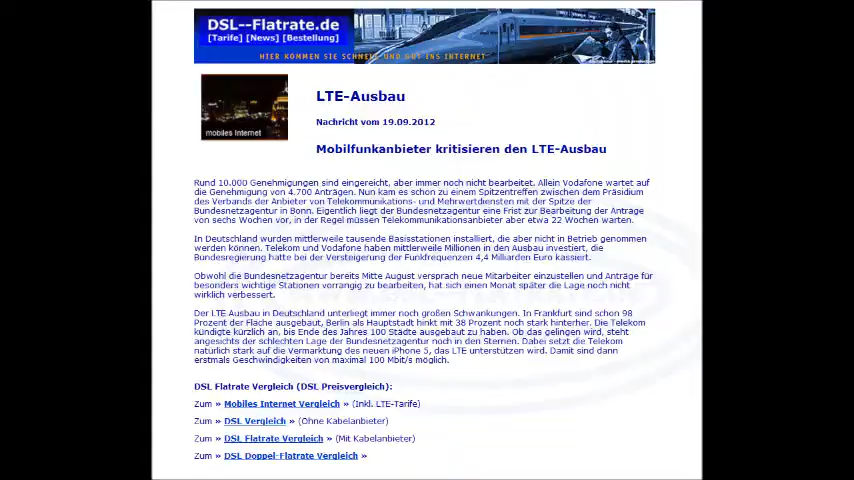 DSL--Flatrate.de
[Tarife] [News] [Bestellung]
HIER KOMMEN SIE SCHNELL UND GUT INS INTERNET
mobiles Internet
LTE-Ausbau
Nachricht vom 19.09.2012
Mobilfunkanbieter kritisieren den LTE-Ausbau
Rund 10.000 Genehmigungen sind eingereicht, aber immer noch nicht bearbeitet. Allein Vodafone wartet auf
die Genehmigung von 4.700 Anträgen. Nun kam es schon zu einem Spitzentreffen zwischen dem Präsidium
des Verbands der Anbieter von Telekommunikations- und Mehrwertdiensten mit der Spitze der
Bundesnetzagentur in Bonn. Eigentlich liegt der Bundesnetzagentur eine Frist zur Bearbeitung der Anträge
von sechs Wochen vor, in der Regel müssen Telekommunikationsanbieter aber etwa 22 Wochen warten.
In Deutschland wurden mittlerweile tausende Basisstationen installiert, die aber nicht in Betrieb genommen
werden können. Telekom und Vodafone haben mittlerweile Millionen in den Ausbau investiert, die
Bundesregierung hatte bei der Versteigerung der Funkfrequenzen 4,4 Milliarden Euro kassiert.
Obwohl die Bundesnetzagentur bereits Mitte August versprach neue Mitarbeiter einzustellen und Anträge für
besonders wichtige Stationen vorrangig zu bearbeiten, hat sich einen Monat später die Lage noch nicht
wirklich verbessert.
Der LTE Ausbau in Deutschland unterliegt immer noch großen Schwankungen. In Frankfurt sind schon 98
Prozent der Fläche ausgebaut, Berlin als Hauptstadt hinkt mit 38 Prozent noch stark hinterher. Die Telekom
kündigte kürzlich an, bis Ende des Jahres 100 Städte ausgebaut zu haben. Ob das gelingen wird, steht
angesichts der schlechten Lage der Bundesnetzagentur noch in den Sternen. Dabei setzt die Telekom
natürlich stark auf die Vermarktung des neuen iPhone 5, das LTE unterstützen wird. Damit sind dann
erstmals Geschwindigkeiten von maximal 100 Mbit/s möglich.
DSL Flatrate Vergleich (DSL Preisvergleich):
Zum » Mobiles Internet Vergleich » (Inkl. LTE-Tarife)
Zum » DSL Vergleich » (Ohne Kabelanbieter)
Zum » DSL Flatrate Vergleich » (Mit Kabelanbieter)
Zum » DSL Doppel-Flatrate Vergleich »